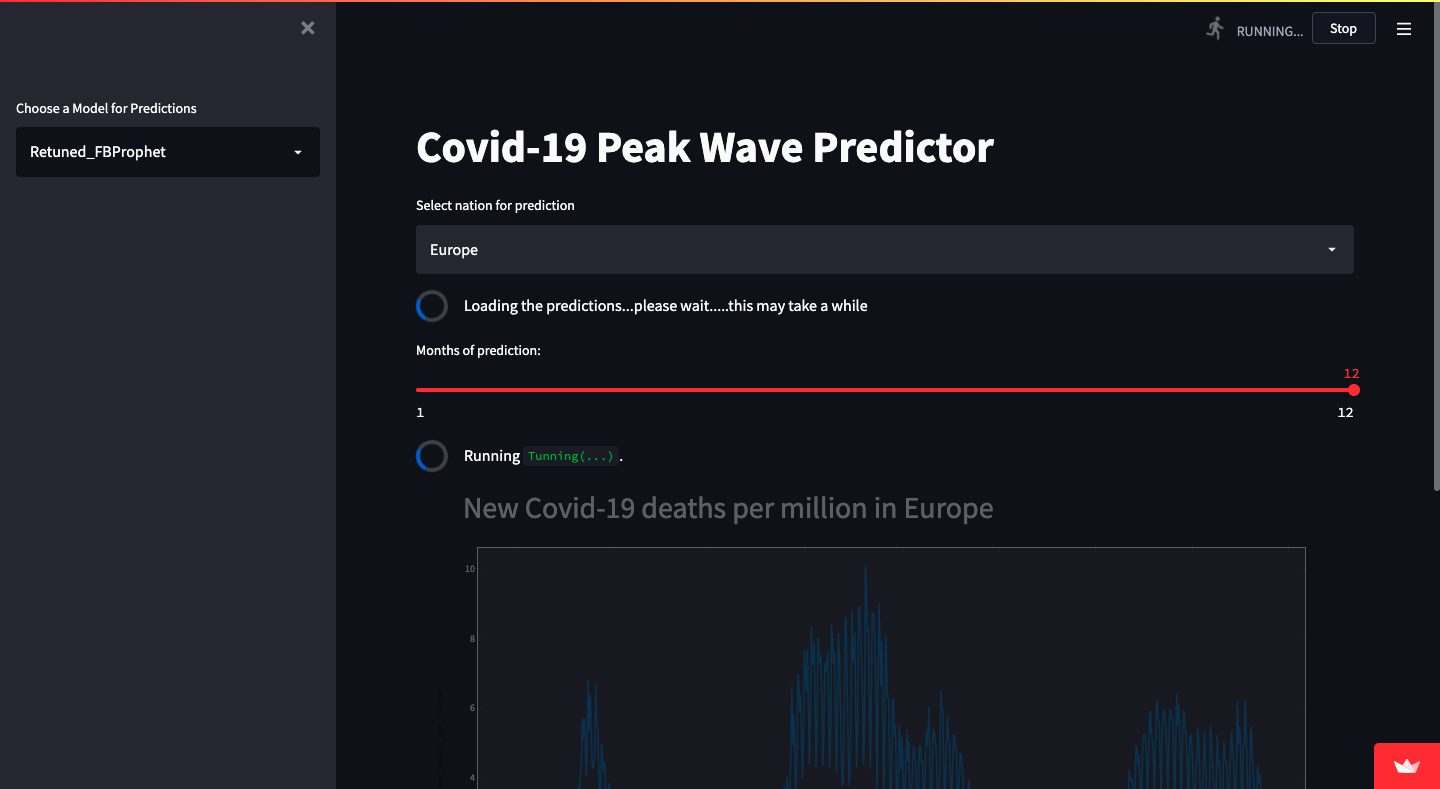 RUNNING...
Stop
Choose a Model for Predictions
Retuned_FBProphet
Covid-19 Peak Wave Predictor
Select nation for prediction
Europe
Loading the predictions...please wait.....this may take a while
Months of prediction:
12
1
12
Running Tunning(...).
New Covid-19 deaths per million in Europe
10
8
6
4